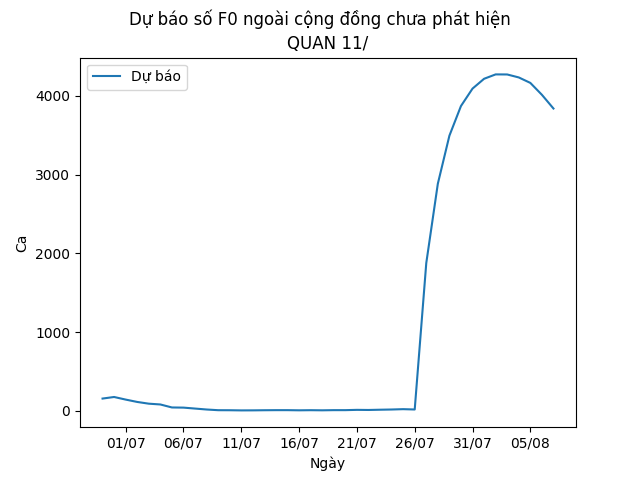 Dự báo số F0 ngoài cộng đồng chưa phát hiện
QUAN 11/
Dự báo
4000
3000
2000
1000
0
Ca
01/07 06/07 11/07 16/07 21/07 26/07 31/07 05/08
Ngày